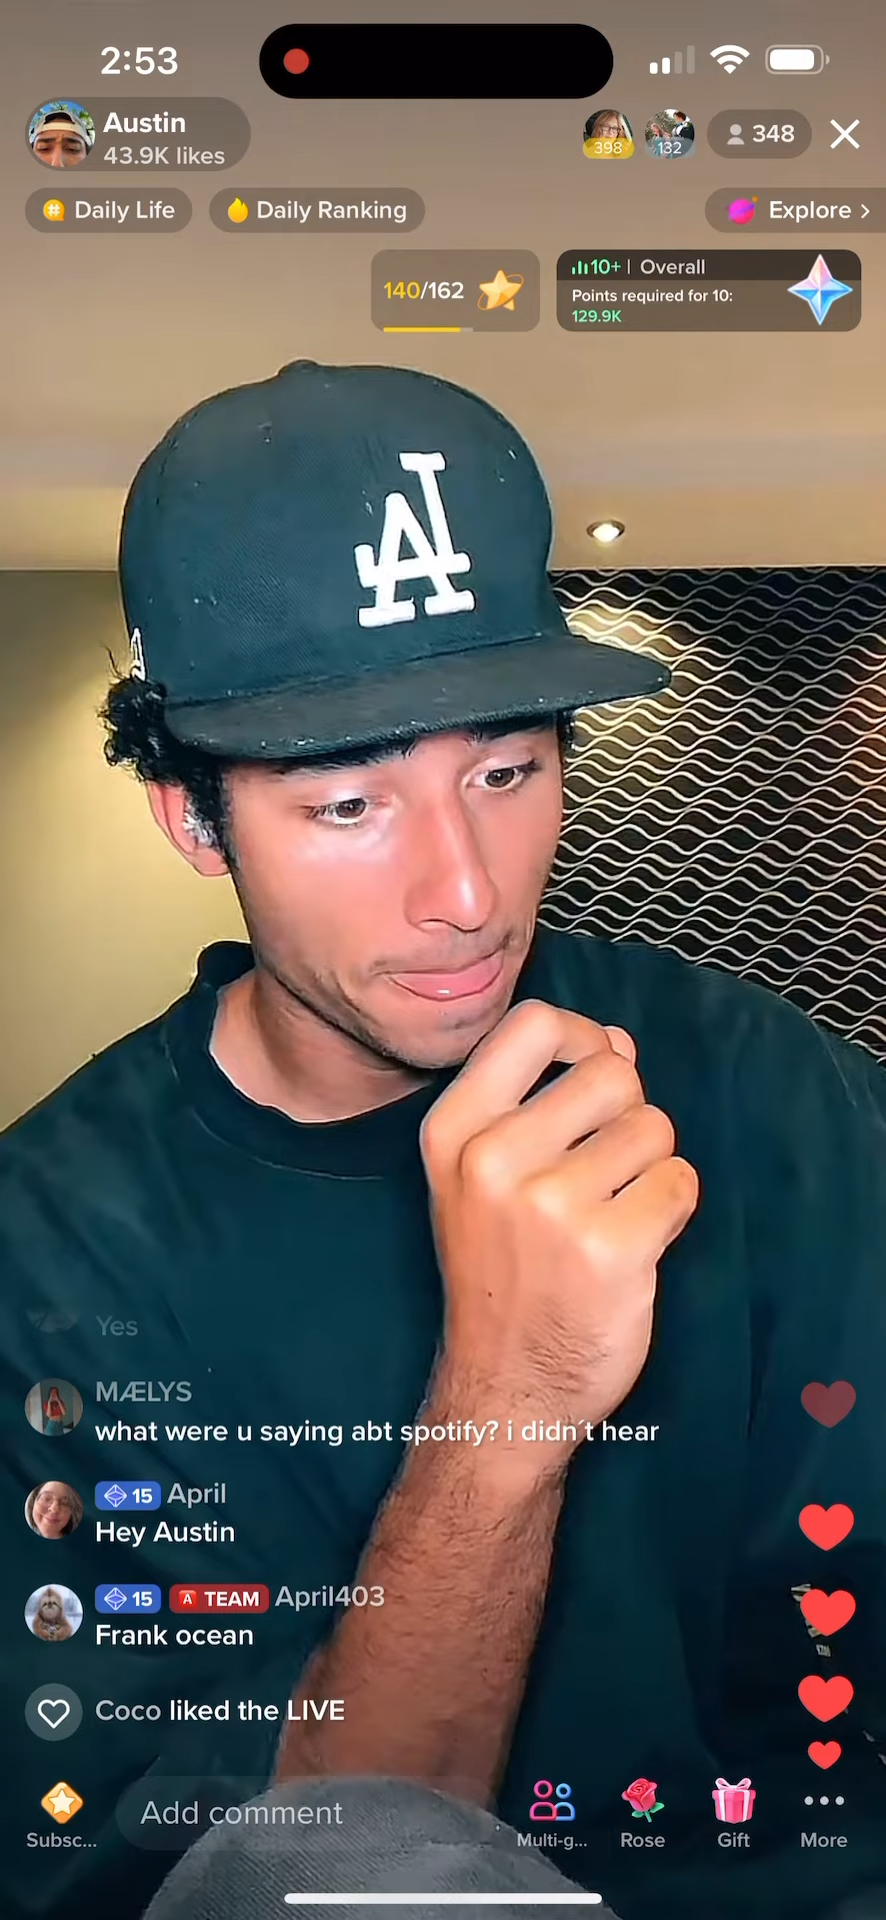 2:53
Austin
43.9K likes
398
132
348
Daily Life
Daily Ranking
Explore >
140/162
10+ | Overall
Points required for 10:
129.9K
LA
Yes
MÆLYS
what were u saying abt spotify? i didn´t hear
15 April
Hey Austin
15 A TEAM April403
Frank ocean
Coco liked the LIVE
Add comment
Subsc...
Multi-g...
Rose
Gift
More